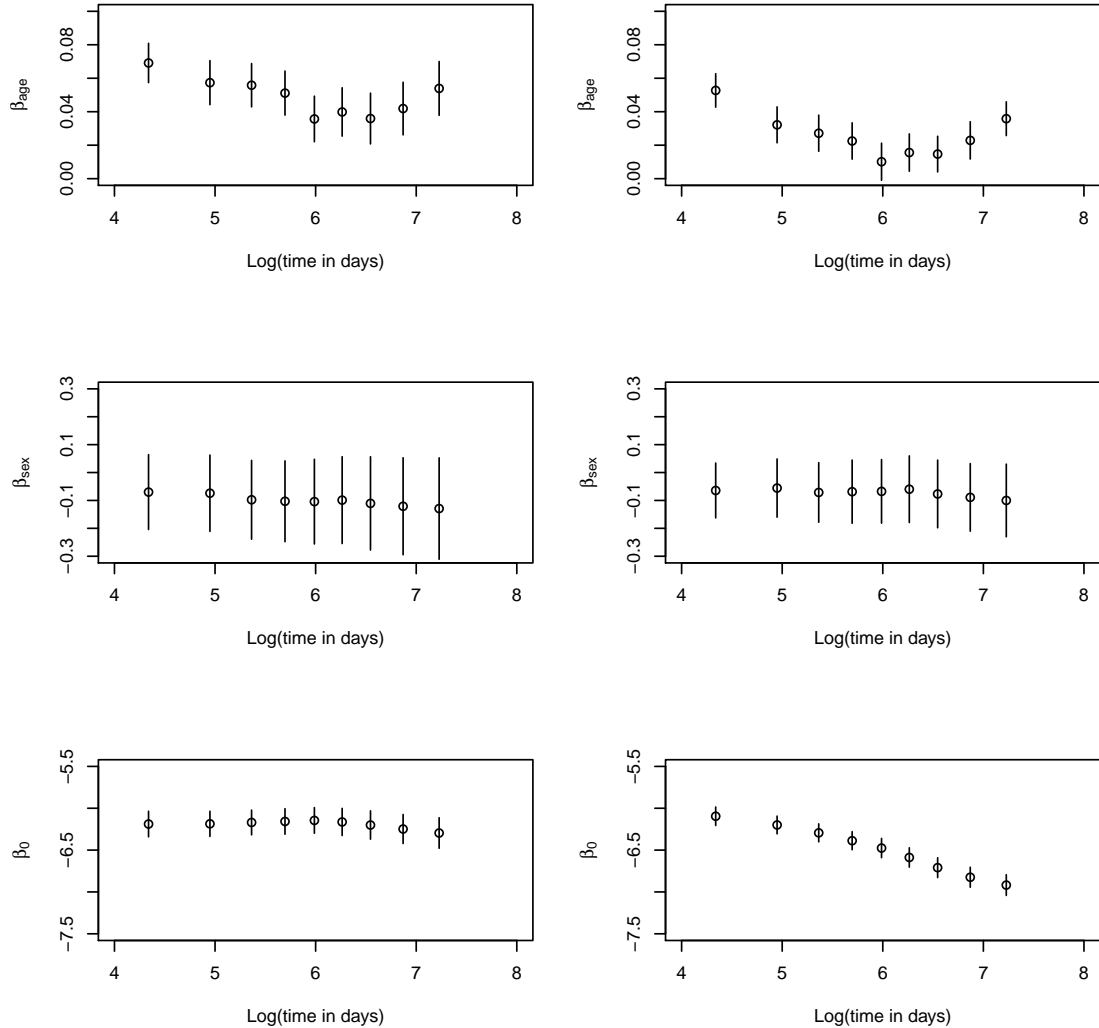 β_age
0.00 0.04 0.08
4 5 6 7 8
Log(time in days)
β_age
0.00 0.04 0.08
4 5 6 7 8
Log(time in days)
β_sex
−0.3 −0.1 0.1 0.3
4 5 6 7 8
Log(time in days)
β_sex
−0.3 −0.1 0.1 0.3
4 5 6 7 8
Log(time in days)
β_0
−7.5 −6.5 −5.5
4 5 6 7 8
Log(time in days)
β_0
−7.5 −6.5 −5.5
4 5 6 7 8
Log(time in days)